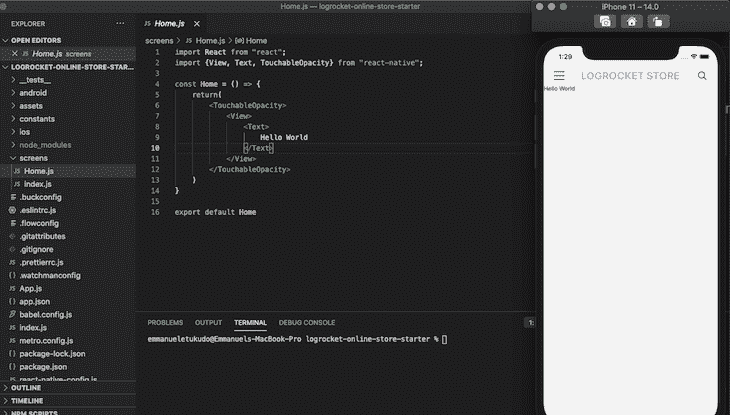 Home.js — logrocket-online-store-starter
EXPLORER
OPEN EDITORS
JS Home.js screens
LOGROCKET-ONLINE-STORE-STAR...
__tests__
android
assets
constants
ios
node_modules
screens
JS Home.js
JS index.js
.buckconfig
.eslintrc.js
.flowconfig
.gitattributes
.gitignore
.prettierrc.js
.watchmanconfig
JS App.js
{} app.json
babel.config.js
JS index.js
JS metro.config.js
{} package-lock.json
{} package.json
react-native.config.js
OUTLINE
TIMELINE
NPM SCRIPTS
JS Home.js
screens > JS Home.js > Home
1 import React from "react";
2 import {View, Text, TouchableOpacity} from "react-native";
3
4 const Home = () => {
5 return(
6 <TouchableOpacity>
7 <View>
8 <Text>
9 Hello World
10 </Text>
11 </View>
12 </TouchableOpacity>
13 )
14 }
15
16 export default Home
PROBLEMS OUTPUT TERMINAL DEBUG CONSOLE
1:
emmanueletukudo@Emmanuels-MacBook-Pro logrocket-online-store-starter %
iPhone 11 – 14.0
1:29
LOGROCKET STORE
Hello World